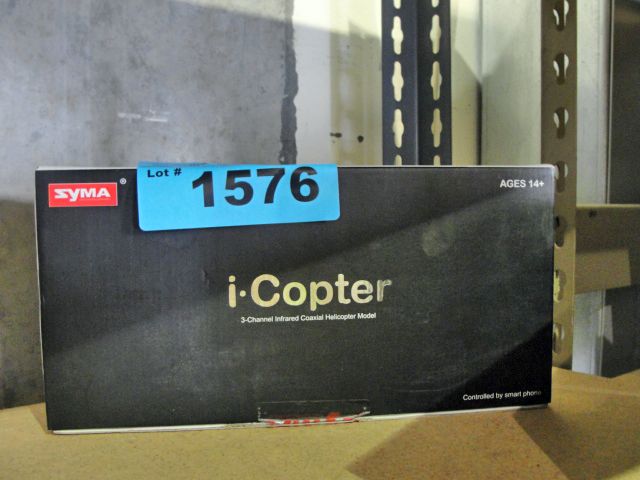 SYMA®
Lot # 1576
AGES 14+
i·Copter
3-Channel Infrared Coaxial Helicopter Model
Controlled by smart phone